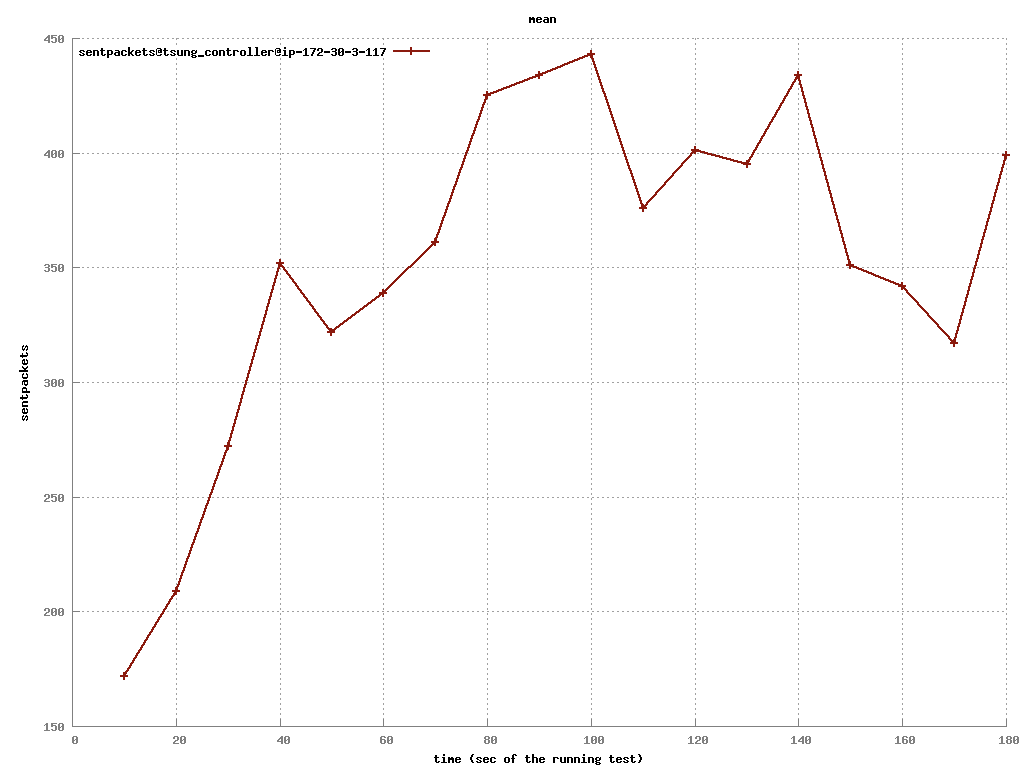 mean
450
sentpackets@tsung_controller@ip-172-30-3-117
400
350
300
250
200
150
sentpackets
0 20 40 60 80 100 120 140 160 180
time (sec of the running test)